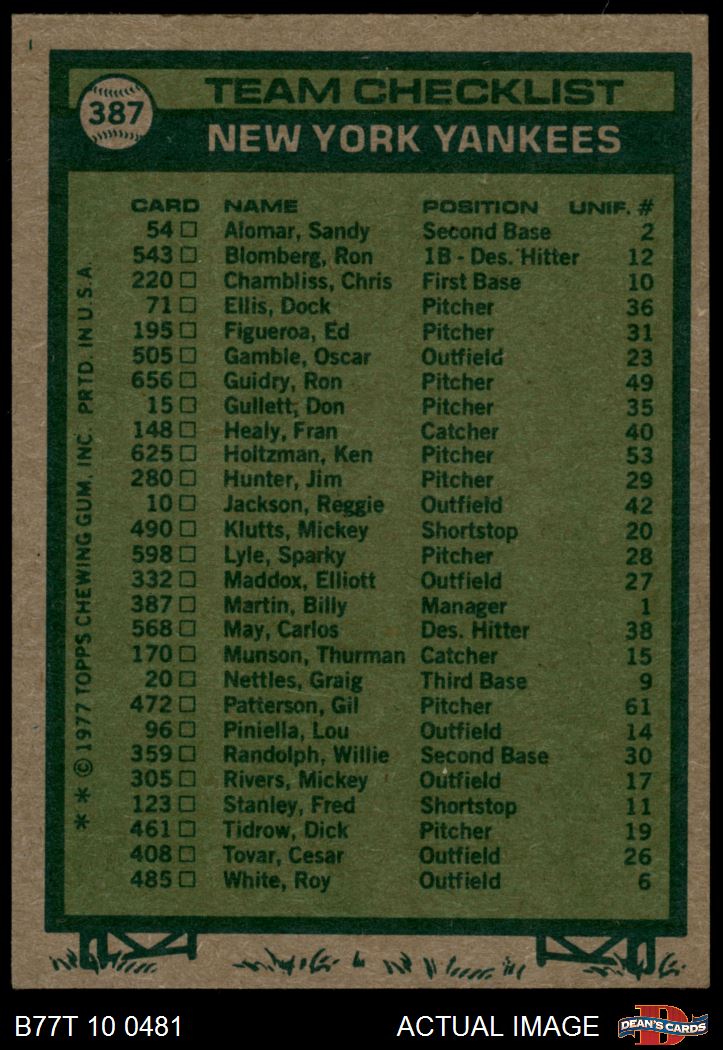 387
TEAM CHECKLIST
NEW YORK YANKEES
CARD NAME POSITION UNIF. #
54 Alomar, Sandy Second Base 2
543 Blomberg, Ron 1B - Des. Hitter 12
220 Chambliss, Chris First Base 10
71 Ellis, Dock Pitcher 36
195 Figueroa, Ed Pitcher 31
505 Gamble, Oscar Outfield 23
656 Guidry, Ron Pitcher 49
15 Gullett, Don Pitcher 35
148 Healy, Fran Catcher 40
625 Holtzman, Ken Pitcher 53
280 Hunter, Jim Pitcher 29
10 Jackson, Reggie Outfield 42
490 Klutts, Mickey Shortstop 20
598 Lyle, Sparky Pitcher 28
332 Maddox, Elliott Outfield 27
387 Martin, Billy Manager 1
568 May, Carlos Des. Hitter 38
170 Munson, Thurman Catcher 15
20 Nettles, Graig Third Base 9
472 Patterson, Gil Pitcher 61
96 Piniella, Lou Outfield 14
359 Randolph, Willie Second Base 30
305 Rivers, Mickey Outfield 17
123 Stanley, Fred Shortstop 11
461 Tidrow, Dick Pitcher 19
408 Tovar, Cesar Outfield 26
485 White, Roy Outfield 6
* * © 1977 TOPPS CHEWING GUM, INC. PRTD. IN U.S.A.
B77T 10 0481 ACTUAL IMAGE
D
DEAN'S CARDS